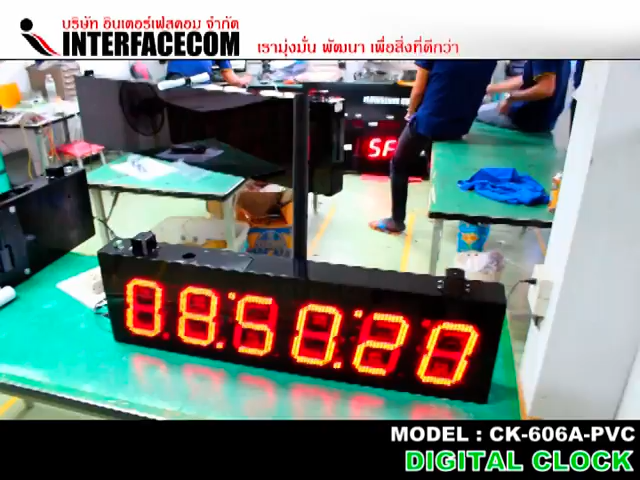 บริษัท อินเตอร์เฟสคอม จำกัด
INTERFACECOM
เรามุ่งมั่น พัฒนา เพื่อสิ่งที่ดีกว่า
SF
08:50:20
MODEL : CK-606A-PVC
DIGITAL CLOCK